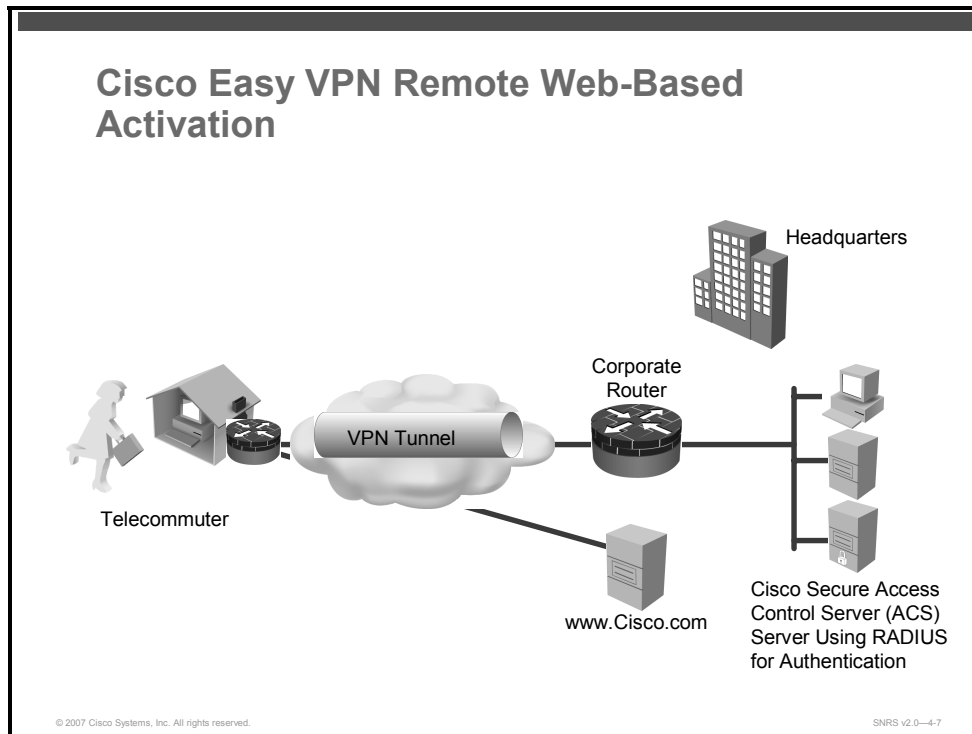 Cisco Easy VPN Remote Web-Based
Activation
Headquarters
Corporate
Router
VPN Tunnel
Telecommuter
www.Cisco.com
Cisco Secure Access
Control Server (ACS)
Server Using RADIUS
for Authentication
© 2007 Cisco Systems, Inc. All rights reserved.
SNRS v2.0—4-7